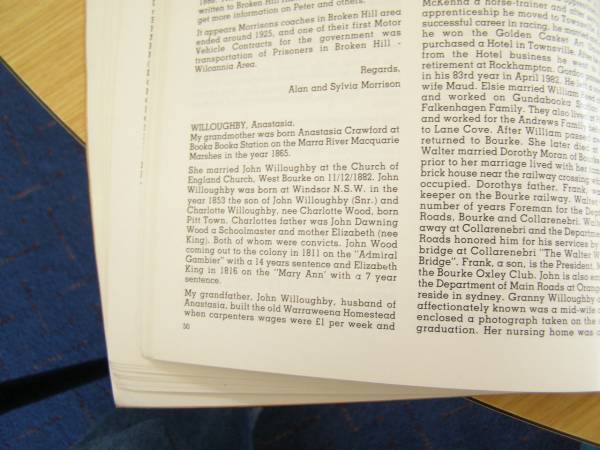 written to Broken Hill
get more information on Peter and others.
It appears Morrisons coaches in Broken Hill area
ended around 1925, and one of their first Motor
Vehicle Contracts for the government was
transportation of Prisoners in Broken Hill -
Wilcannia Area.
Regards,
Alan and Sylvia Morrison
WILLOUGHBY, Anastasia.
My grandmother was born Anastasia Crawford at
Booka Booka Station on the Marra River Macquarie
Marshes in the year 1865.
She married John Willoughby at the Church of
England Church, West Bourke on 11/12/1882. John
Willoughby was born at Windsor N.S.W. in the
year 1853 the son of John Willoughby (Snr.) and
Charlotte Willoughby, nee Charlotte Wood, born
Pitt Town. Charlottes father was John Dawning
Wood a Schoolmaster and mother Elizabeth (nee
King). Both of whom were convicts. John Wood
coming out to the colony in 1811 on the "Admiral
Gambier" with a 14 years sentence and Elizabeth
King in 1816 on the "Mary Ann" with a 7 year
sentence.
My grandfather, John Willoughby, husband of
Anastasia, built the old Warraweena Homestead
when carpenters wages were £1 per week and
50
McKenna a horse-trainer and after
apprenticeship he moved to
successful career in racing, he married
he won the Golden Casket Art
purchased a Hotel in Townsville. After
from the Hotel business he went
retirement at Rockhampton. Gordon
in his 83rd year in April 1982. He left a
wife Maud. Elsie married William
and worked on Gundabooka
Falkenhagen Family. They also lived
and worked for the Andrews Family
to Lane Cove. After William passed
returned to Bourke. She later died at
Walter married Dorothy Moran of Bourke
prior to her marriage lived with her
brick house near the railway crossing
occupied. Dorothys father, Frank, was
keeper on the Bourke railway. Walter
number of years Foreman for the
Roads, Bourke and Collarenebri.
away at Collarenebri and the Department
Roads honored him for his services by
bridge at Collarenebri "The Walter
Bridge". Frank, a son, is the President,
the Bourke Oxley Club. John is also
the Department of Main Roads at
reside in sydney. Granny Willoughby
affectionately known was a mid-wife
enclosed a photograph taken on the
graduation. Her nursing home was